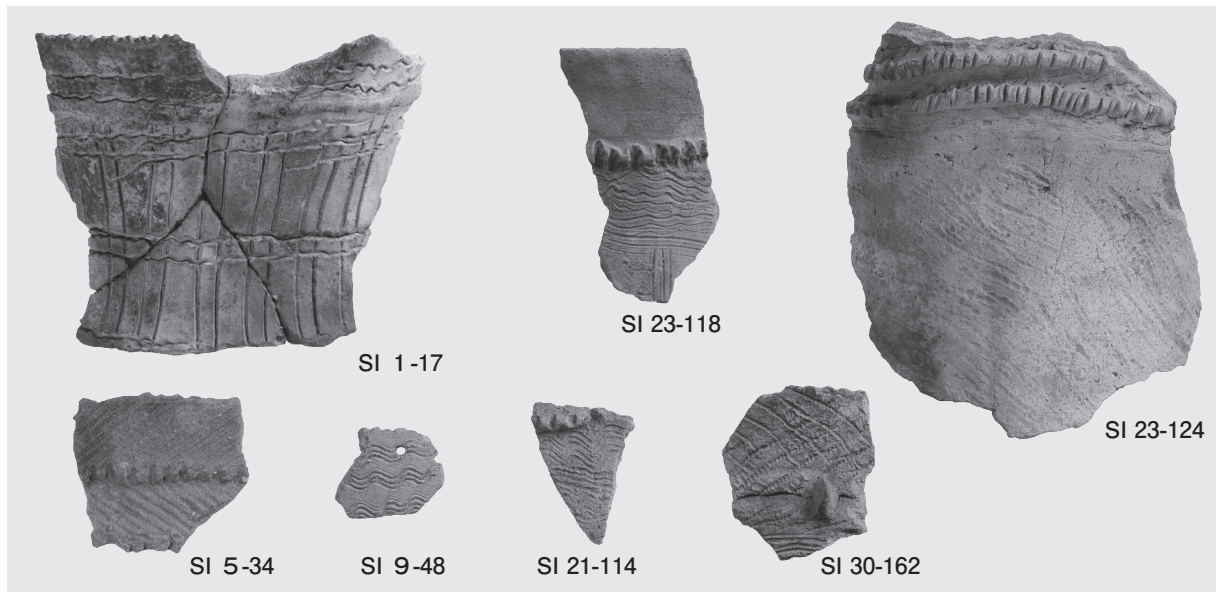 SI 1-17
SI 23-118
SI 23-124
SI 5-34
SI 9-48
SI 21-114
SI 30-162